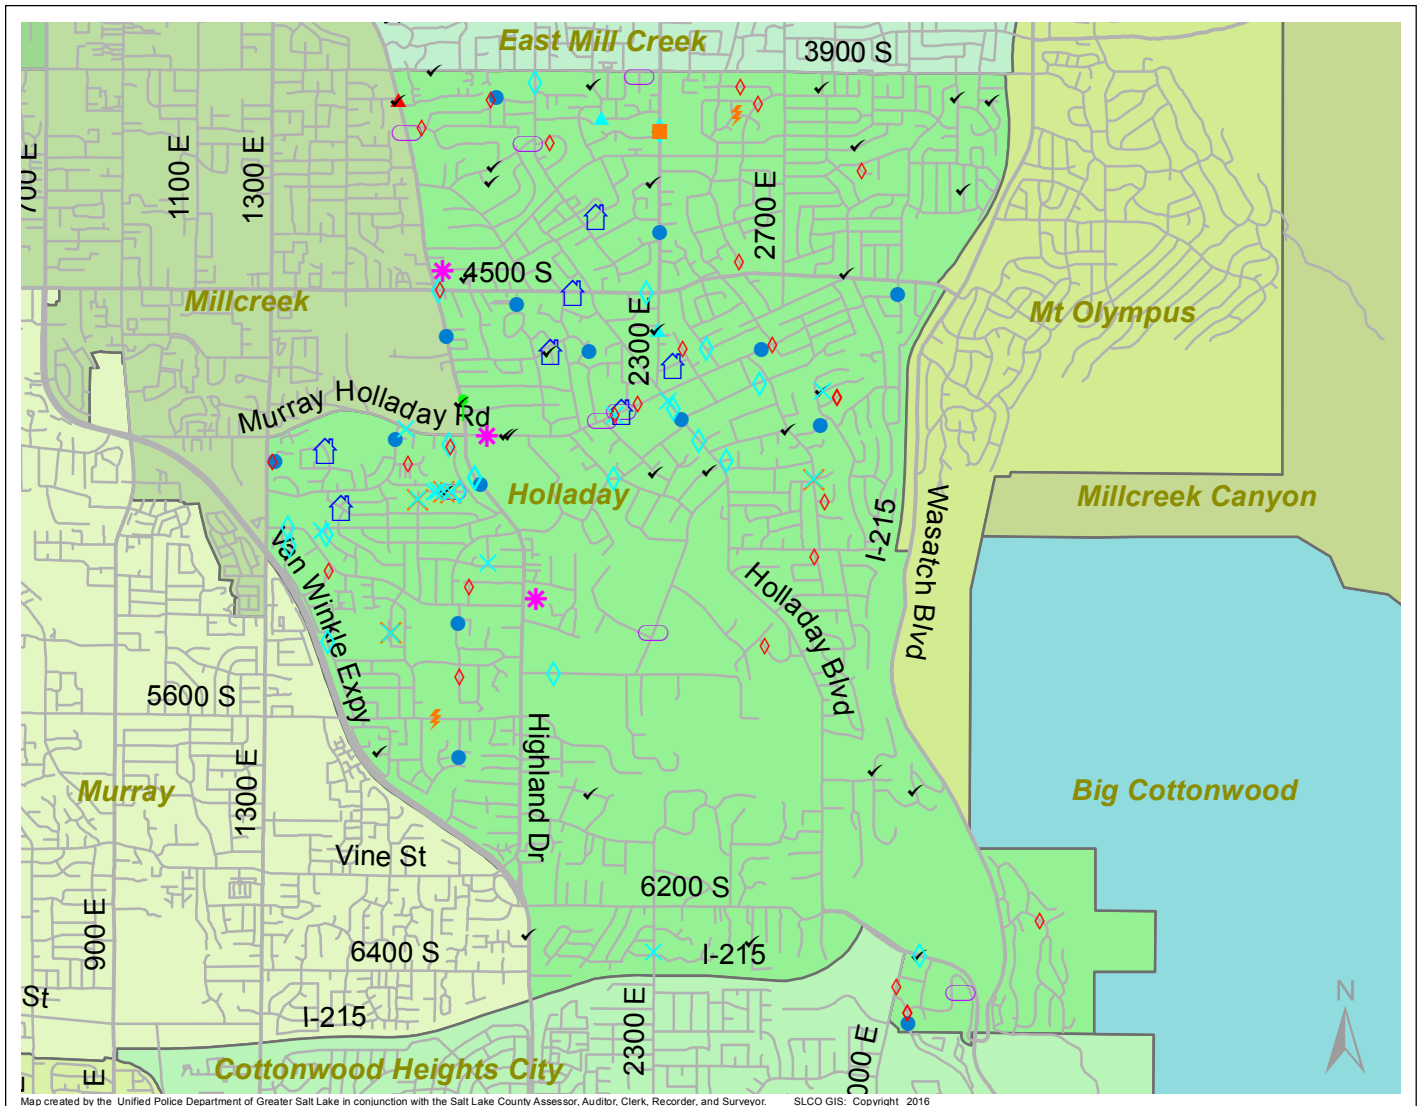 East Mill Creek
3900 S
700 E
1100 E
1300 E
2700 E
4500 S
Millcreek
Mt Olympus
2300 E
Murray Holladay Rd
Holladay
Millcreek Canyon
I-215
Wasatch Blvd
Van Winkle Expy
Holladay Blvd
5600 S
Highland Dr
Murray
1300 E
Big Cottonwood
Vine St
6200 S
900 E
6400 S
I-215
St
I-215
2300 E
000 E
N
Cottonwood Heights City
E
Map created by the Unified Police Department of Greater Salt Lake in conjunction with the Salt Lake County Assessor, Auditor, Clerk, Recorder, and Surveyor. SLCO GIS: Copyright 2016